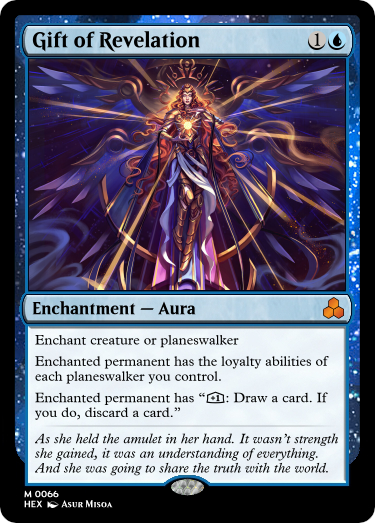 Gift of Revelation 1
Enchantment — Aura
Enchant creature or planeswalker
Enchanted permanent has the loyalty abilities of
each planeswalker you control.
Enchanted permanent has “+1: Draw a card. If
you do, discard a card.”
As she held the amulet in her hand. It wasn't strength
she gained, it was an understanding of everything.
And she was going to share the truth with the world.
M 0066
HEX Asur Misoa